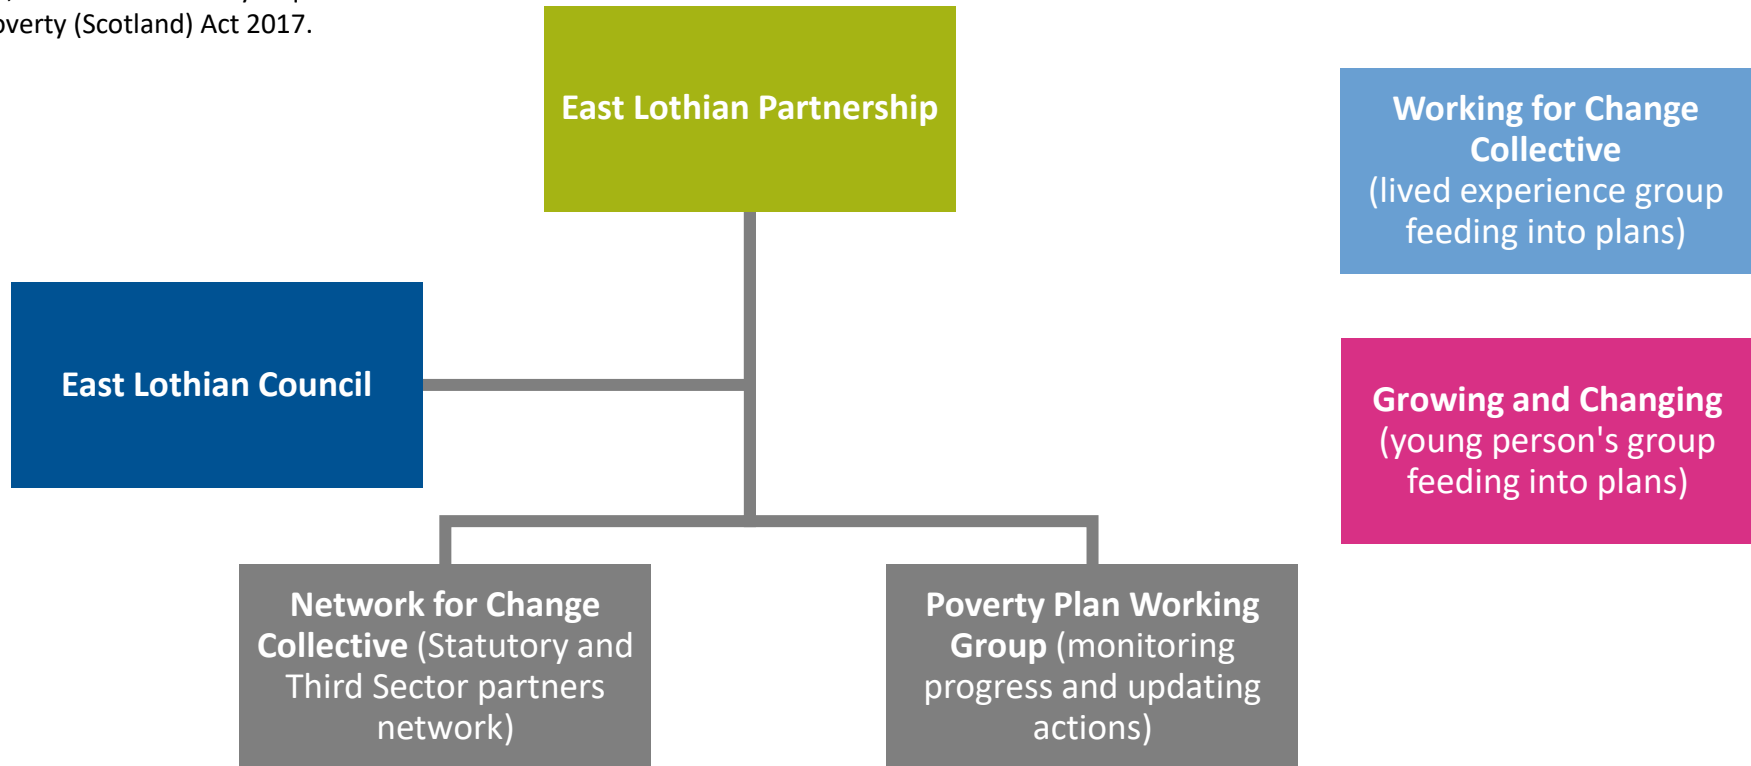 overty (Scotland) Act 2017.
East Lothian Partnership
Working for Change
Collective
(lived experience group
feeding into plans)
East Lothian Council
Growing and Changing
(young person's group
feeding into plans)
Network for Change
Collective (Statutory and
Third Sector partners
network)
Poverty Plan Working
Group (monitoring
progress and updating
actions)